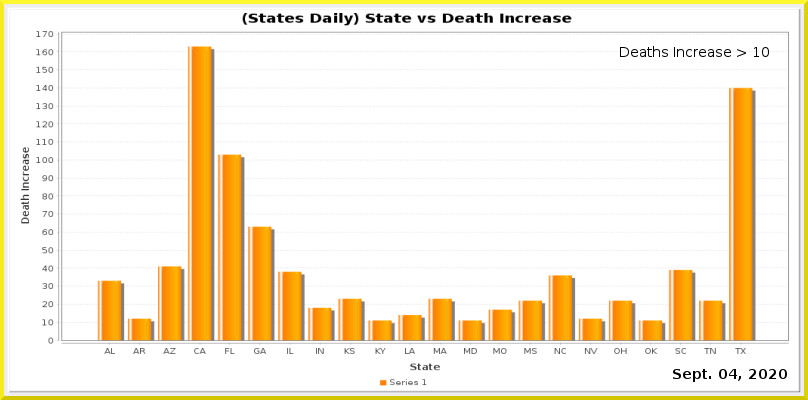 (States Daily) State vs Death Increase
Deaths Increase > 10
Death Increase
170
160
150
140
130
120
110
100
90
80
70
60
50
40
30
20
10
0
AL AR AZ CA FL GA IL IN KS KY LA MA MD MO MS NC NV OH OK SC TN TX
State
Series 1
Sept. 04, 2020